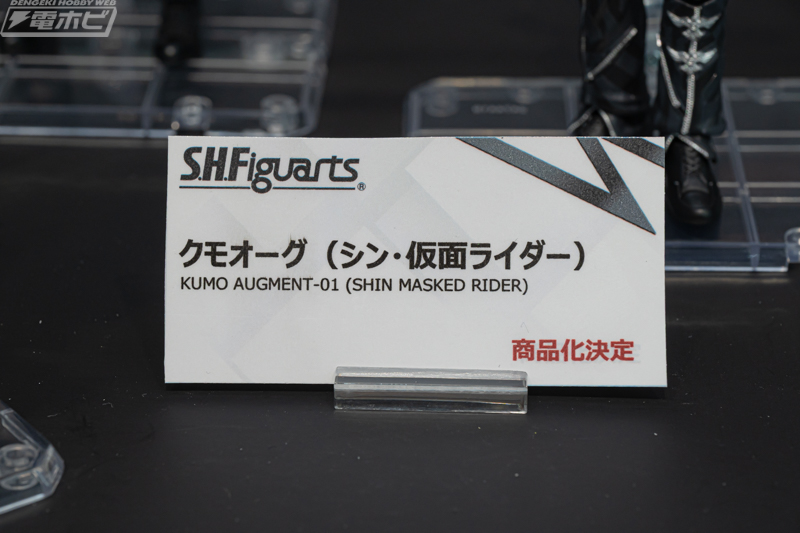 DENGEKI HOBBY WEB
電ホビ
S.H.Figuarts®
クモオーグ（シン・仮面ライダー）
KUMO AUGMENT-01 (SHIN MASKED RIDER)
商品化決定